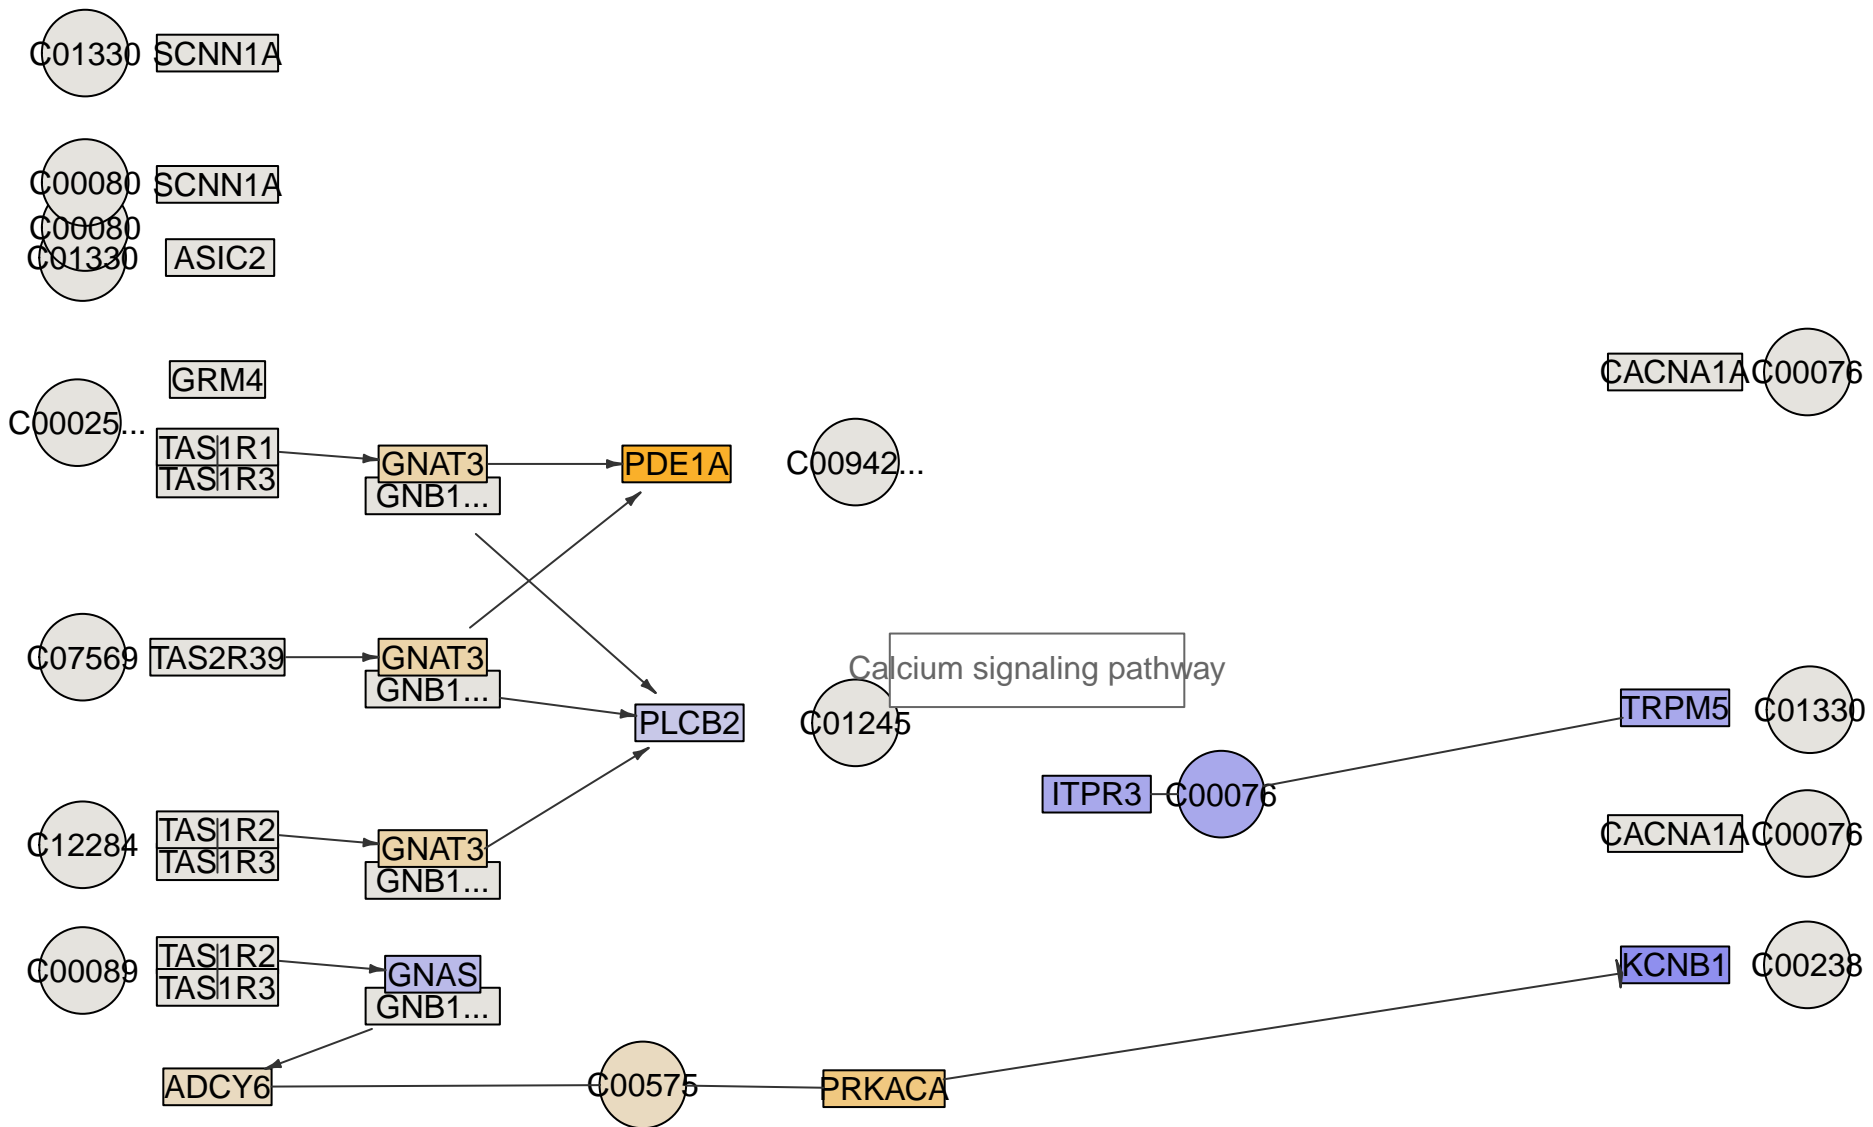 C01330 SCNN1A
C00080 SCNN1A
C00080
C01330 ASIC2
GRM4
CACNA1A C00076
C00025...
TAS1R1
TAS1R3
GNAT3
GNB1...
PDE1A
C00942...
C07569 TAS2R39
GNAT3
GNB1...
Calcium signaling pathway
PLCB2
C01245
TRPM5 C01330
ITPR3 C00076
C12284
TAS1R2
TAS1R3
GNAT3
GNB1...
CACNA1A C00076
C00089
TAS1R2
TAS1R3
GNAS
GNB1...
KCNB1 C00238
ADCY6 C00575 PRKACA